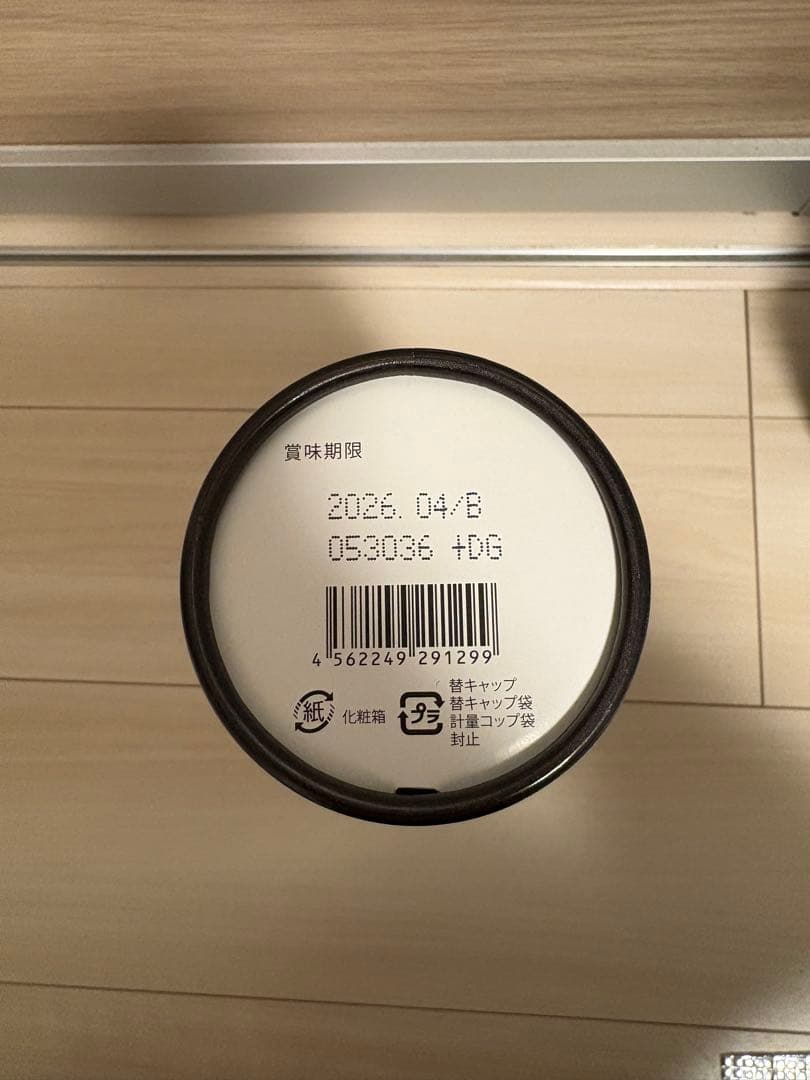 賞味期限
2026. 04/B
053036 +DG
4 562249 291299
紙 化粧箱
プラ
替キャップ
替キャップ袋
計量コップ袋
封止